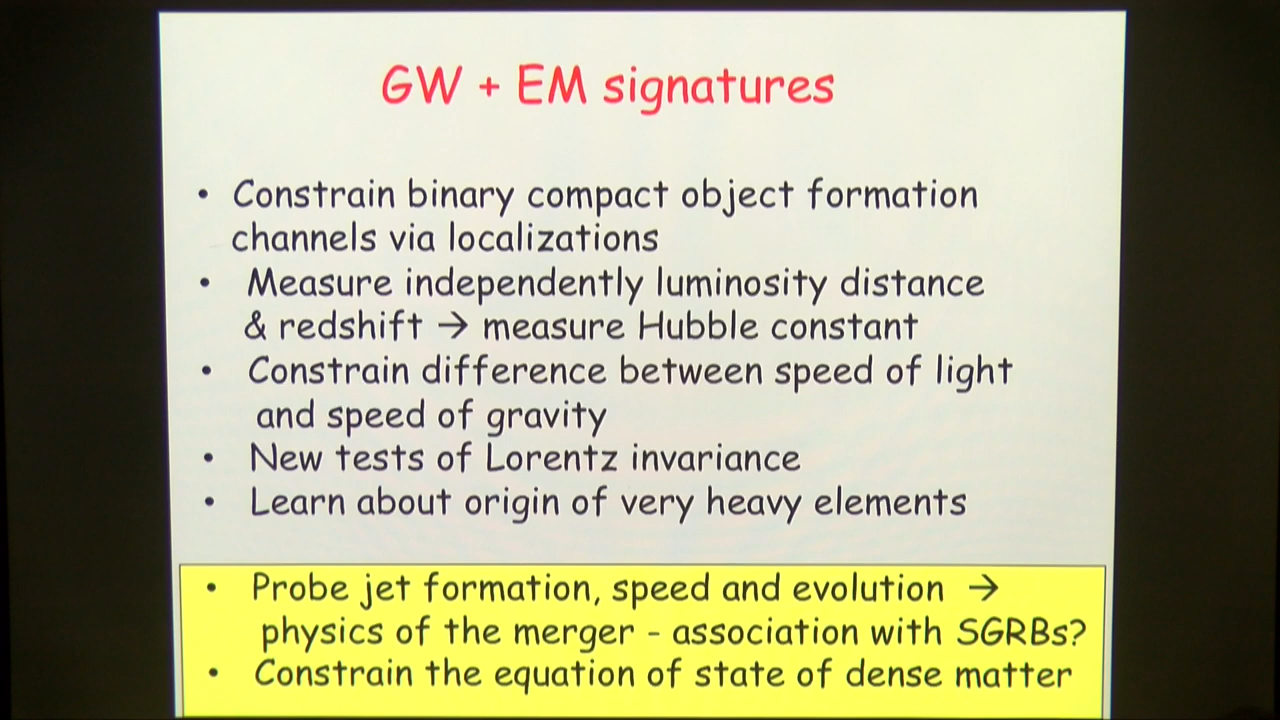 GW + EM signatures
• Constrain binary compact object formation
channels via localizations
• Measure independently luminosity distance
& redshift → measure Hubble constant
• Constrain difference between speed of light
and speed of gravity
• New tests of Lorentz invariance
• Learn about origin of very heavy elements
• Probe jet formation, speed and evolution →
physics of the merger - association with SGRBs?
• Constrain the equation of state of dense matter